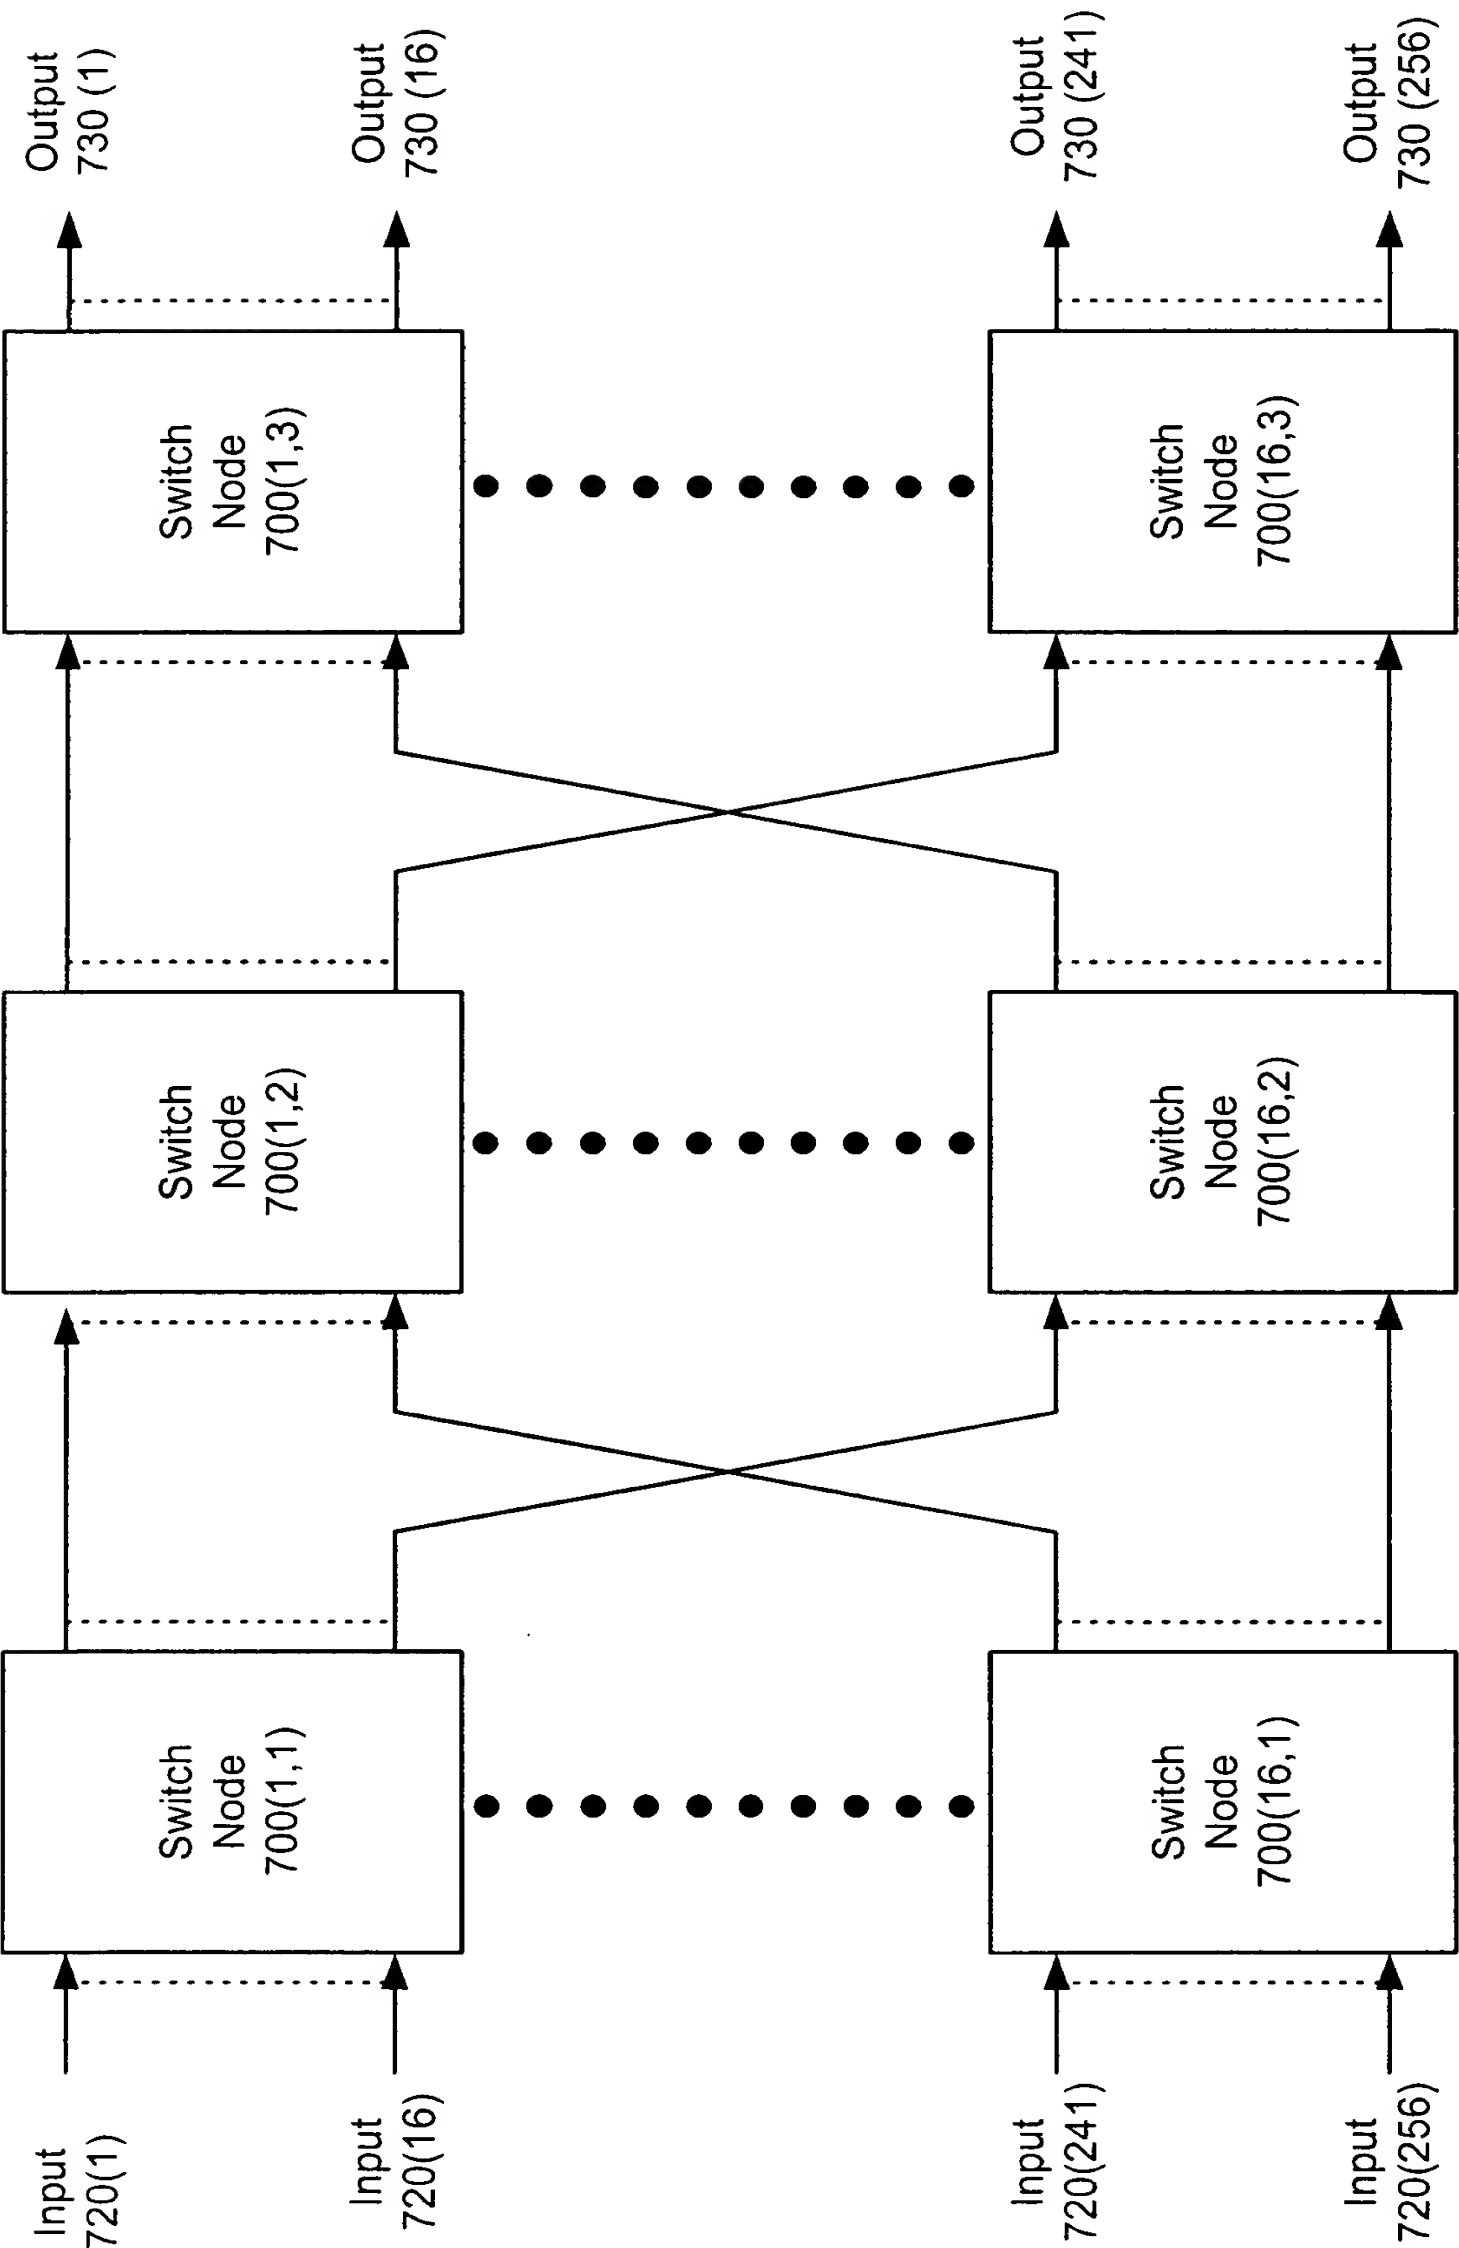 Input
720(1)
Input
720(16)
Input
720(241)
Input
720(256)
Switch
Node
700(1,1)
Switch
Node
700(16,1)
Switch
Node
700(1,2)
Switch
Node
700(16,2)
Switch
Node
700(1,3)
Switch
Node
700(16,3)
Output
730 (1)
Output
730 (16)
Output
730 (241)
Output
730 (256)